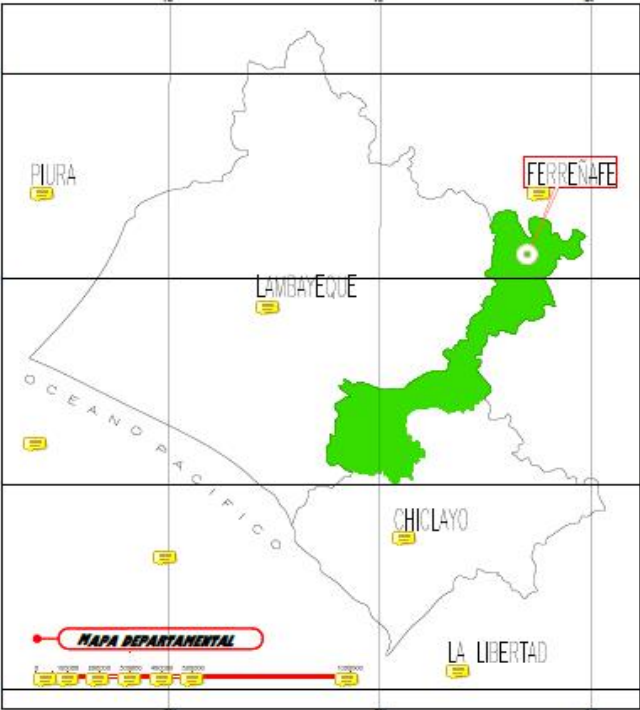 PIURA
FERREÑAFE
LAMBAYEQUE
OCEANO PACIFICO
CHICLAYO
MAPA DEPARTAMENTAL
LA LIBERTAD